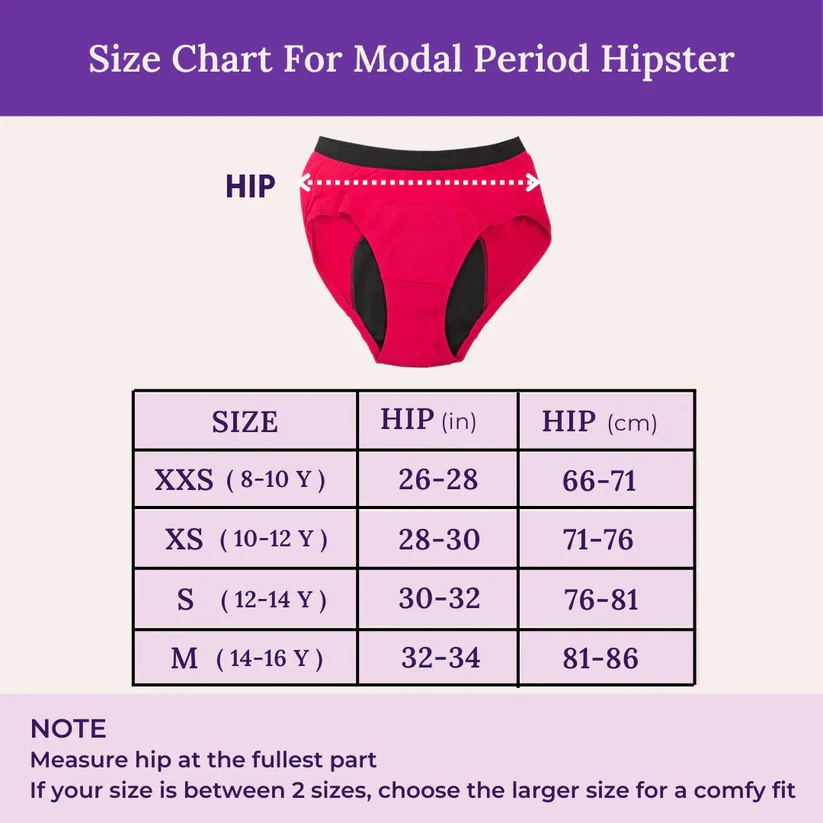 Size Chart For Modal Period Hipster
HIP
SIZE HIP (in) HIP (cm)
XXS ( 8-10 Y ) 26-28 66-71
XS ( 10-12 Y ) 28-30 71-76
S ( 12-14 Y ) 30-32 76-81
M ( 14-16 Y ) 32-34 81-86
NOTE
Measure hip at the fullest part
If your size is between 2 sizes, choose the larger size for a comfy fit